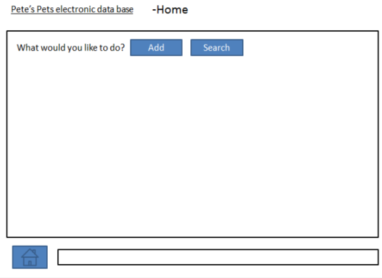 Pete's Pets electronic data base -Home
What would you like to do? Add Search